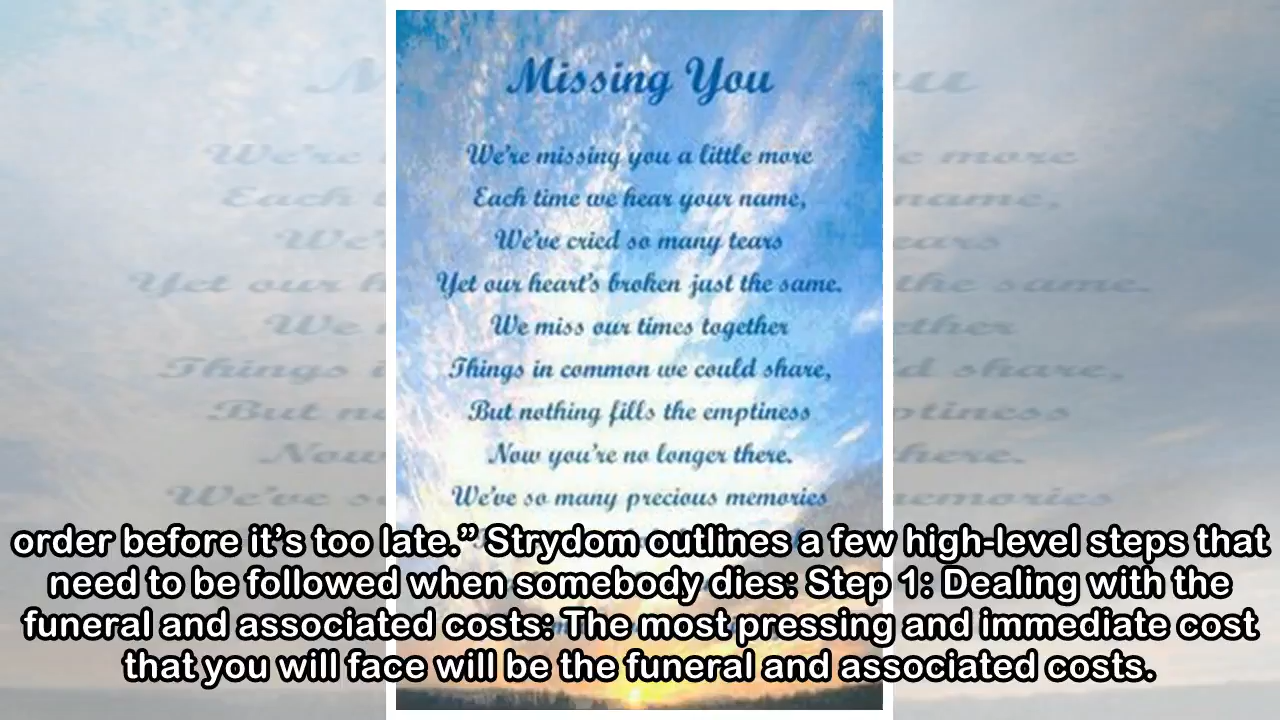 Missing You
We're missing you a little more
Each time we hear your name,
We've cried so many tears
Yet our heart's broken just the same.
We miss our times together
Things in common we could share,
But nothing fills the emptiness
Now you're no longer there.
We've so many precious memories
order before it’s too late.” Strydom outlines a few high-level steps that
need to be followed when somebody dies: Step 1: Dealing with the
funeral and associated costs: The most pressing and immediate cost
that you will face will be the funeral and associated costs.